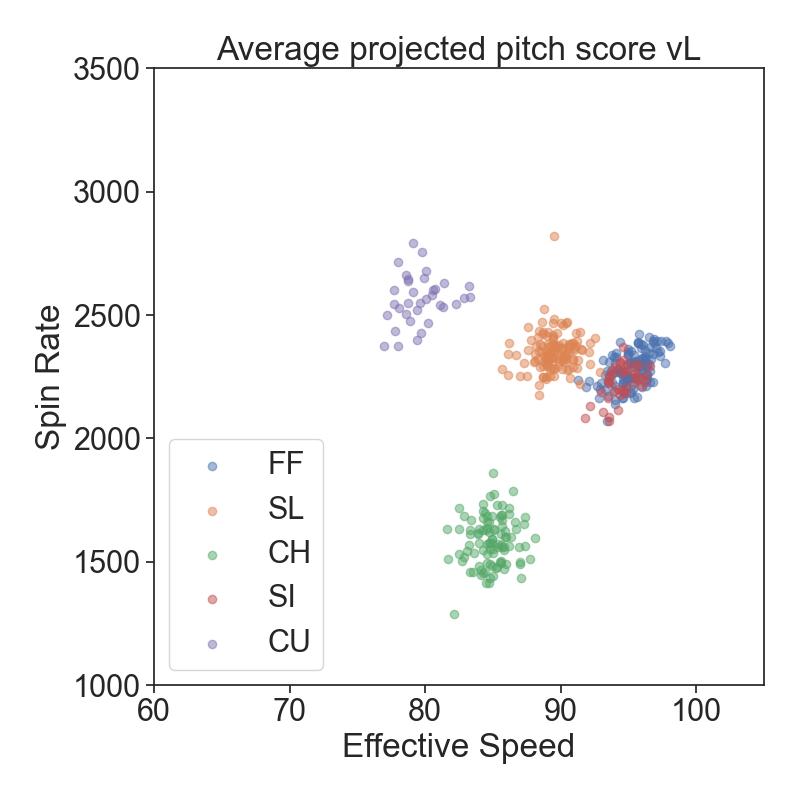 Average projected pitch score vL
3500
3000
2500
2000
1500
1000
Spin Rate
FF
SL
CH
SI
CU
60 70 80 90 100
Effective Speed